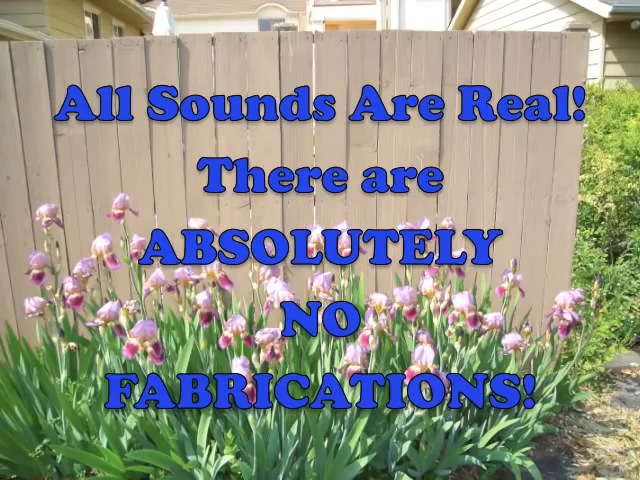 All Sounds Are Real!
There are
ABSOLUTELY
NO
FABRICATIONS!